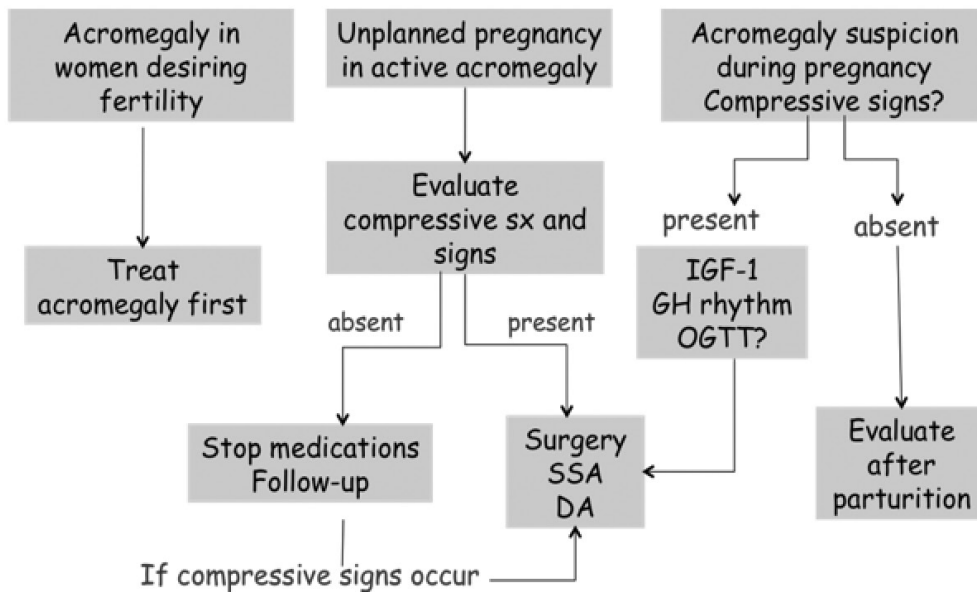 Acromegaly in
women desiring
fertility
Unplanned pregnancy
in active acromegaly
Acromegaly suspicion
during pregnancy
Compressive signs?
Evaluate
compressive sx and
signs
present
absent
Treat
acromegaly first
IGF-1
GH rhythm
OGTT?
absent
present
Stop medications
Follow-up
Surgery
SSA
DA
Evaluate
after
parturition
If compressive signs occur